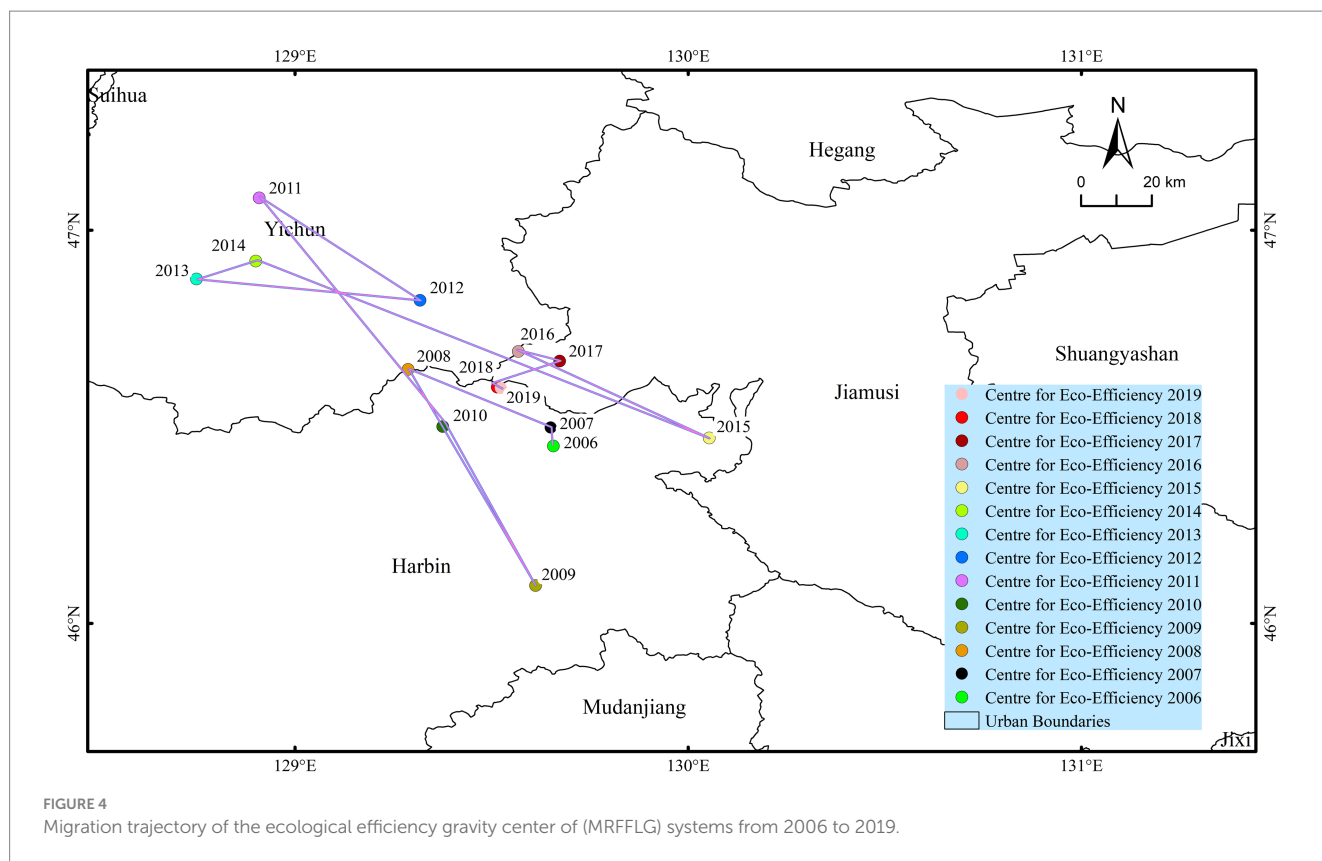 129°E
130°E
131°E
Suihua
N
Hegang
0 20 km
2011
47°N
47°N
Yichun
2014
2013
2012
2016
2017
2008
Shuangyashan
2018
2019
Jiamusi
2010
2007
2006
2015
Centre for Eco-Efficiency 2019
Centre for Eco-Efficiency 2018
Centre for Eco-Efficiency 2017
Centre for Eco-Efficiency 2016
Centre for Eco-Efficiency 2015
Centre for Eco-Efficiency 2014
Centre for Eco-Efficiency 2013
Centre for Eco-Efficiency 2012
Centre for Eco-Efficiency 2011
Centre for Eco-Efficiency 2010
Centre for Eco-Efficiency 2009
Centre for Eco-Efficiency 2008
Centre for Eco-Efficiency 2007
Centre for Eco-Efficiency 2006
Urban Boundaries
Harbin
2009
46°N
46°N
Mudanjiang
Jixi
129°E
130°E
131°E
FIGURE 4
Migration trajectory of the ecological efficiency gravity center of (MRFFLG) systems from 2006 to 2019.